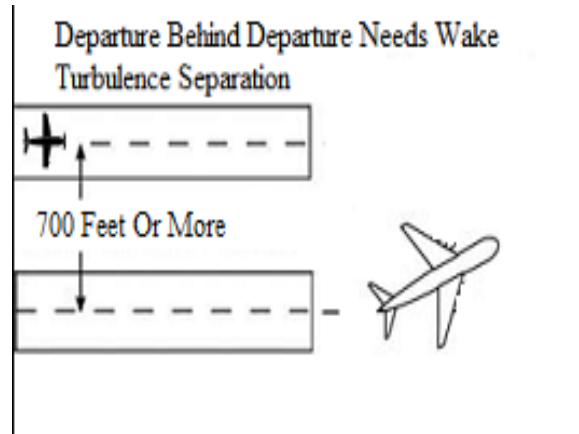 Departure Behind Departure Needs Wake
Turbulence Separation
700 Feet Or More